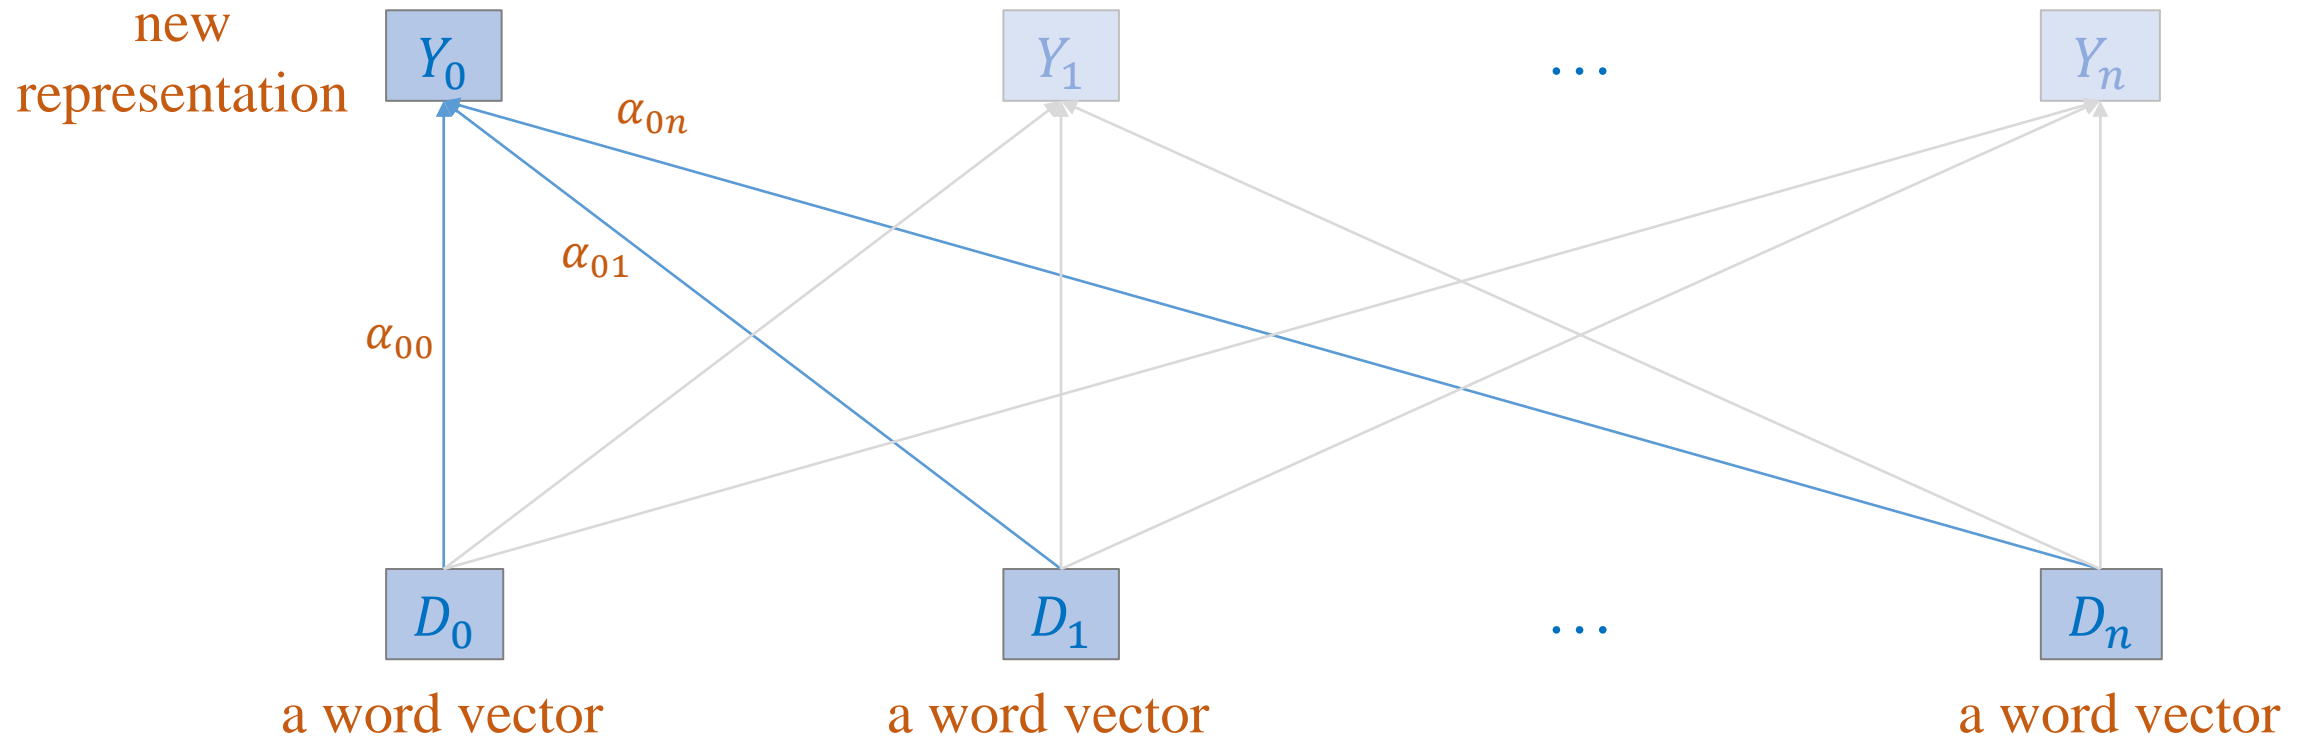 new
representation
Y₀ Y₁ … Yₙ
α₀ₙ
α₀₁
α₀₀
D₀ D₁ … Dₙ
a word vector a word vector a word vector